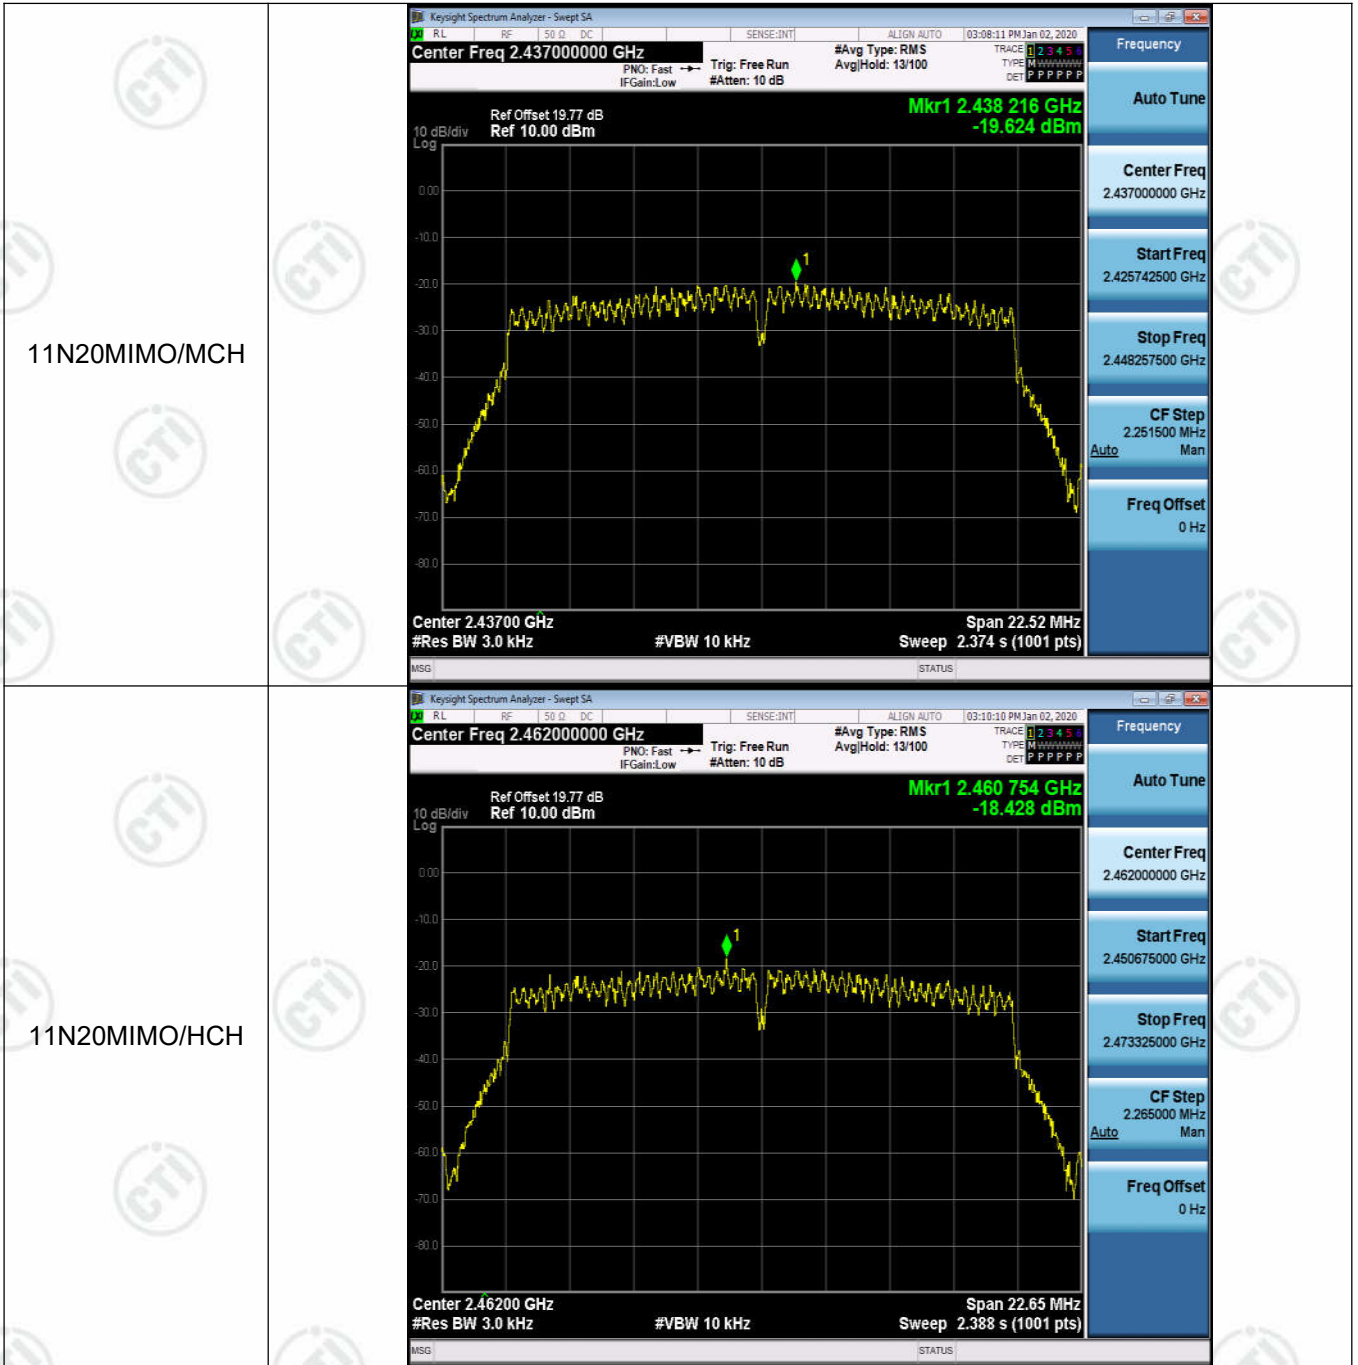 11N20MIMO/MCH
Keysight Spectrum Analyzer - Swept SA
RL RF 50 Ω DC SENSE:INT ALIGN AUTO 03:08:11 PM Jan 02, 2020
Center Freq 2.437000000 GHz
PNO: Fast
IFGain:Low
Trig: Free Run
#Atten: 10 dB
#Avg Type: RMS
Avg|Hold: 13/100
TRACE 1 2 3 4 5 6
TYPE M WWWWW
DET P P P P P P
Mkr1 2.438 216 GHz
-19.624 dBm
Ref Offset 19.77 dB
10 dB/div Ref 10.00 dBm
Log
0.00
-10.0
-20.0
-30.0
-40.0
-50.0
-60.0
-70.0
-80.0
1
Center 2.43700 GHz Span 22.52 MHz
#Res BW 3.0 kHz #VBW 10 kHz Sweep 2.374 s (1001 pts)
MSG STATUS
Frequency
Auto Tune
Center Freq
2.437000000 GHz
Start Freq
2.425742500 GHz
Stop Freq
2.448257500 GHz
CF Step
2.251500 MHz
Auto Man
Freq Offset
0 Hz
11N20MIMO/HCH
Keysight Spectrum Analyzer - Swept SA
RL RF 50 Ω DC SENSE:INT ALIGN AUTO 03:10:10 PM Jan 02, 2020
Center Freq 2.462000000 GHz
PNO: Fast
IFGain:Low
Trig: Free Run
#Atten: 10 dB
#Avg Type: RMS
Avg|Hold: 13/100
TRACE 1 2 3 4 5 6
TYPE M WWWWW
DET P P P P P P
Mkr1 2.460 754 GHz
-18.428 dBm
Ref Offset 19.77 dB
10 dB/div Ref 10.00 dBm
Log
0.00
-10.0
-20.0
-30.0
-40.0
-50.0
-60.0
-70.0
-80.0
1
Center 2.46200 GHz Span 22.65 MHz
#Res BW 3.0 kHz #VBW 10 kHz Sweep 2.388 s (1001 pts)
MSG STATUS
Frequency
Auto Tune
Center Freq
2.462000000 GHz
Start Freq
2.450675000 GHz
Stop Freq
2.473325000 GHz
CF Step
2.265000 MHz
Auto Man
Freq Offset
0 Hz
CTI
CTI
CTI
CTI
CTI
CTI
CTI
CTI
CTI
CTI
CTI